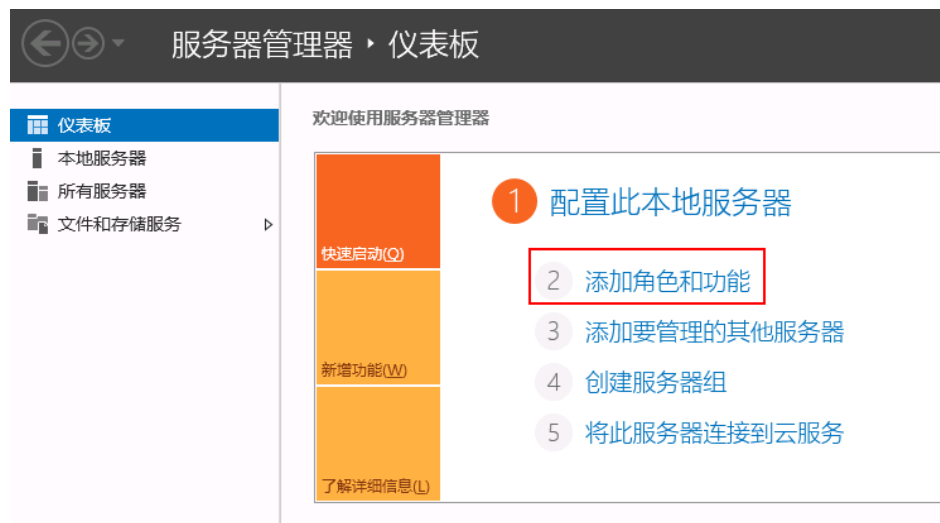 服务器管理器 ‣ 仪表板
仪表板
本地服务器
所有服务器
文件和存储服务
欢迎使用服务器管理器
快速启动(Q)
新增功能(W)
了解详细信息(L)
1 配置此本地服务器
2 添加角色和功能
3 添加要管理的其他服务器
4 创建服务器组
5 将此服务器连接到云服务